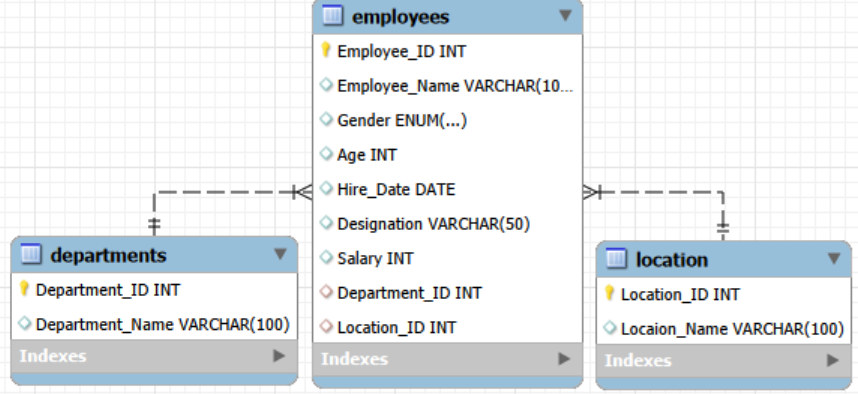 employees
Employee_ID INT
Employee_Name VARCHAR(10...
Gender ENUM(...)
Age INT
Hire_Date DATE
Designation VARCHAR(50)
Salary INT
Department_ID INT
Location_ID INT
Indexes
departments
Department_ID INT
Department_Name VARCHAR(100)
Indexes
location
Location_ID INT
Locaion_Name VARCHAR(100)
Indexes